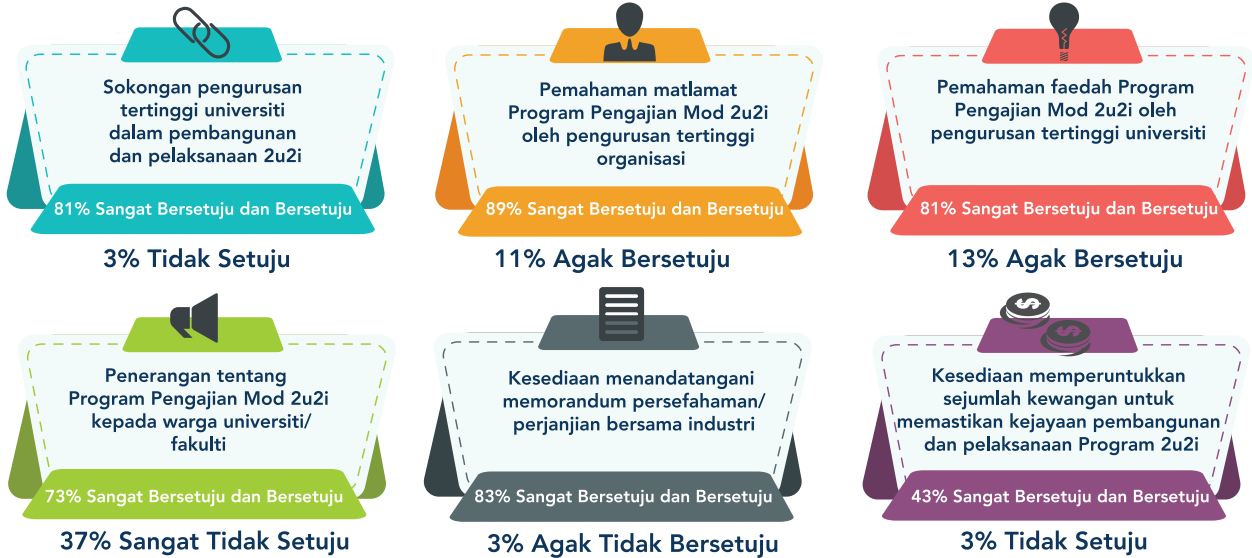 Sokongan pengurusan
tertinggi universiti
dalam pembangunan
dan pelaksanaan 2u2i
81% Sangat Bersetuju dan Bersetuju
3% Tidak Setuju
Pemahaman matlamat
Program Pengajian Mod 2u2i
oleh pengurusan tertinggi
organisasi
89% Sangat Bersetuju dan Bersetuju
11% Agak Bersetuju
Pemahaman faedah Program
Pengajian Mod 2u2i oleh
pengurusan tertinggi universiti
81% Sangat Bersetuju dan Bersetuju
13% Agak Bersetuju
Penerangan tentang
Program Pengajian Mod 2u2i
kepada warga universiti/
fakulti
73% Sangat Bersetuju dan Bersetuju
37% Sangat Tidak Setuju
Kesediaan menandatangani
memorandum persefahaman/
perjanjian bersama industri
83% Sangat Bersetuju dan Bersetuju
3% Agak Tidak Bersetuju
$
$
Kesediaan memperuntukkan
sejumlah kewangan untuk
memastikan kejayaan pembangunan
dan pelaksanaan Program 2u2i
43% Sangat Bersetuju dan Bersetuju
3% Tidak Setuju